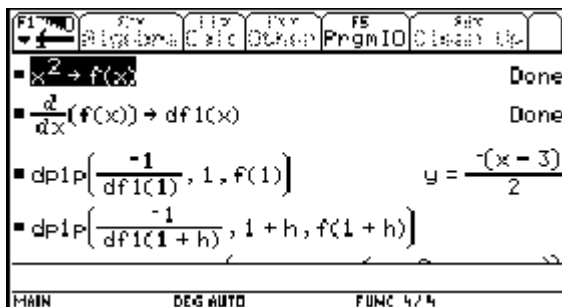 F1 Algebra Calc Other F5 PrgmIO Clean Up
▪ x² → f(x) Done
▪ d/dx(f(x)) → df1(x) Done
▪ dp1p(-1/df1(1), 1, f(1)) y = -(x - 3)/2
▪ dp1p(-1/df1(1 + h), 1 + h, f(1 + h))
MAIN DEG AUTO FUNC 4/4